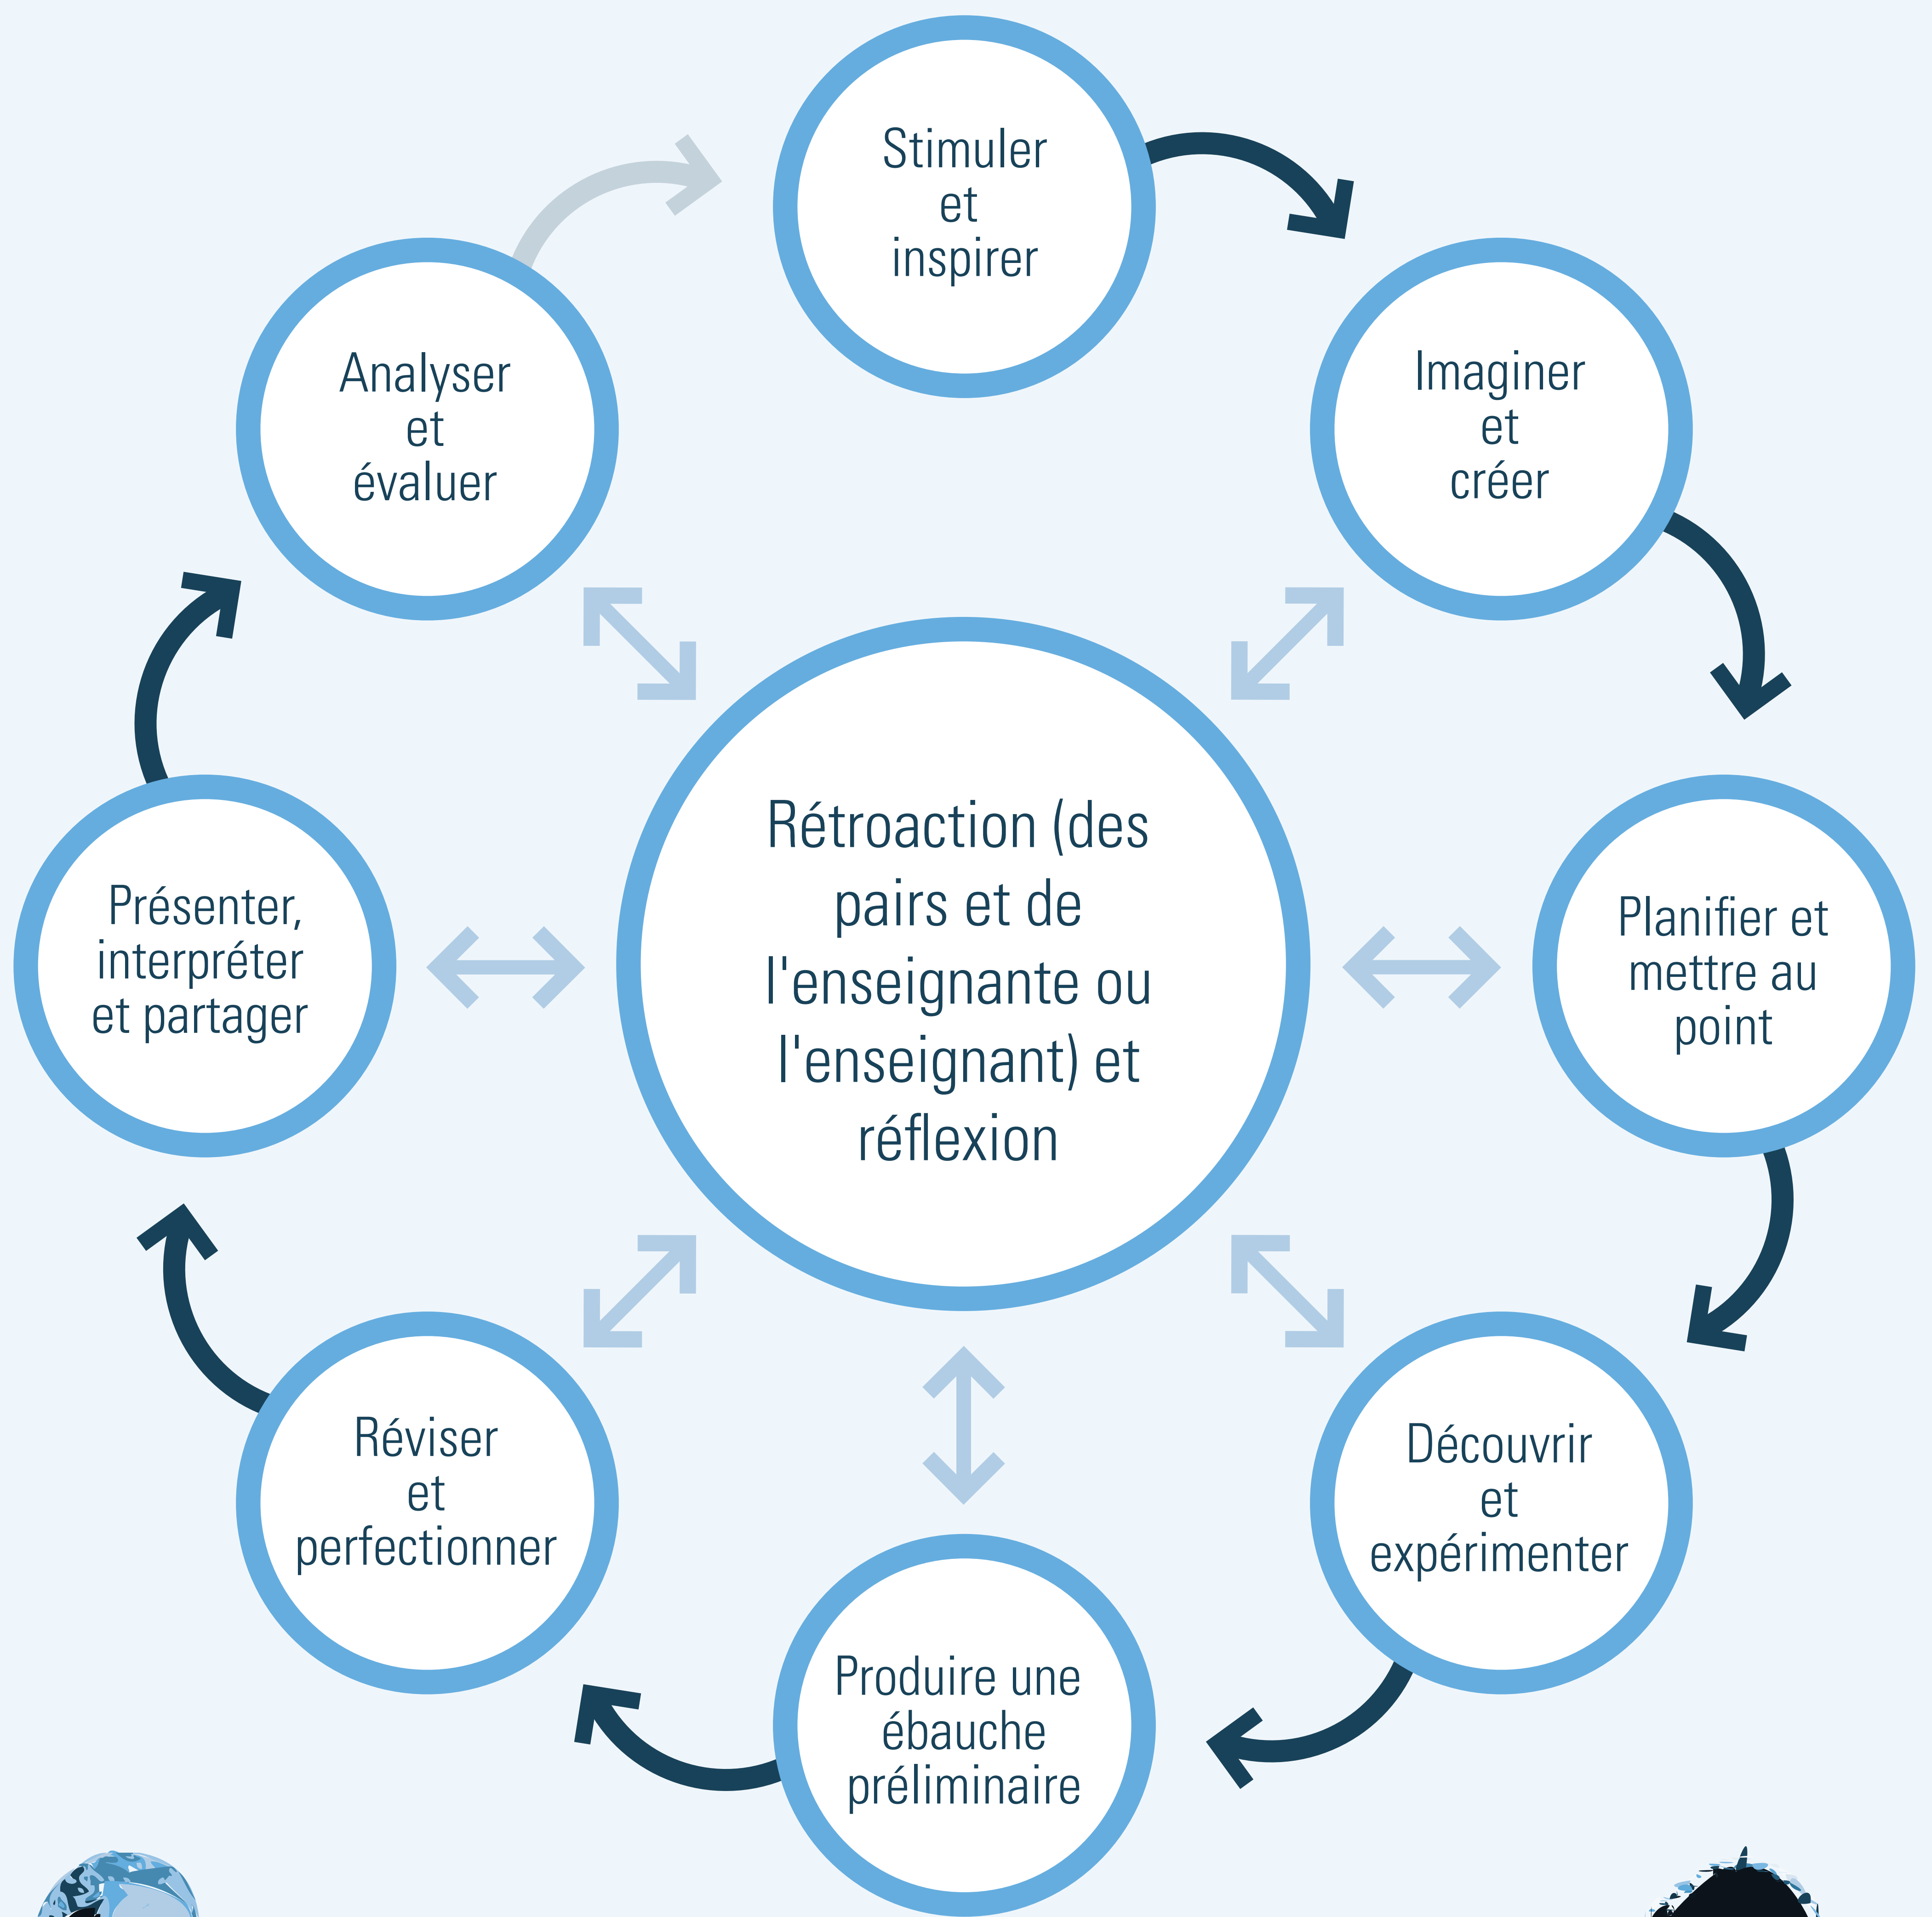 Stimuler
et
inspirer
Imaginer
et
créer
Planifier et
mettre au
point
Découvrir
et
expérimenter
Produire une
ébauche
préliminaire
Réviser
et
perfectionner
Présenter,
interpréter
et partager
Analyser
et
évaluer
Rétroaction (des
pairs et de
l'enseignante ou
l'enseignant) et
réflexion